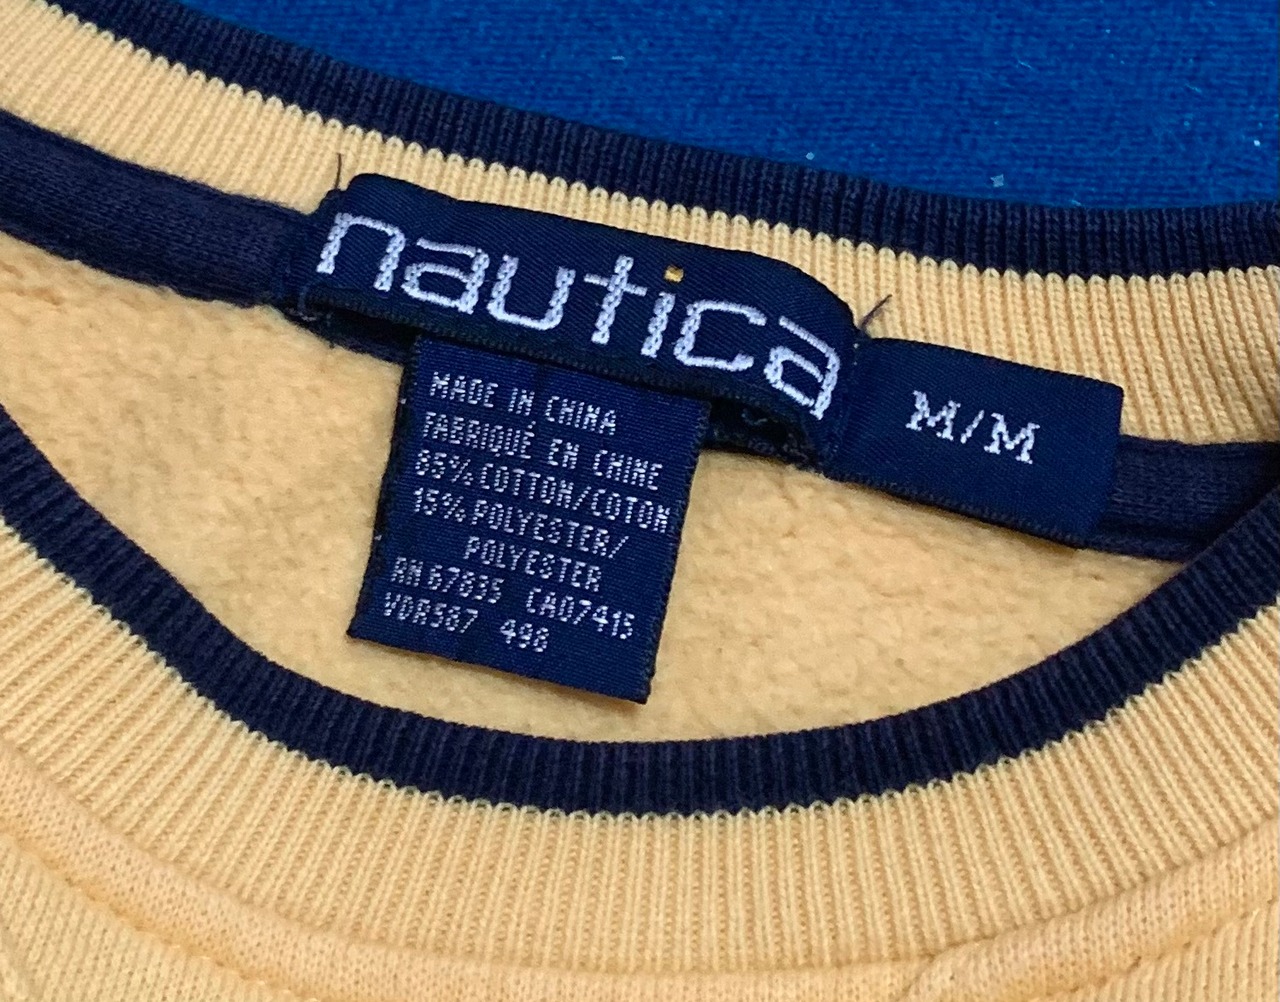 nautica
M/M
MADE IN CHINA
FABRIQUÉ EN CHINE
85% COTTON/COTON
15% POLYESTER/
POLYESTER
RN 67835 CA07415
VDR587 498